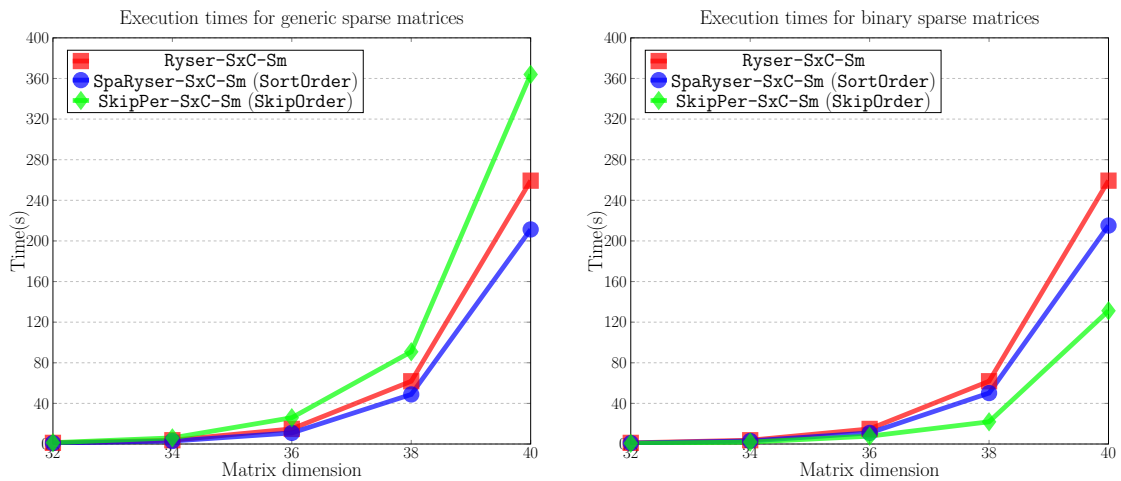 Execution times for generic sparse matrices
400
360
320
280
240
200
160
120
80
40
0
Time(s)
Ryser-SxC-Sm
SpaRyser-SxC-Sm (SortOrder)
SkipPer-SxC-Sm (SkipOrder)
32 34 36 38 40
Matrix dimension
Execution times for binary sparse matrices
400
360
320
280
240
200
160
120
80
40
0
Time(s)
Ryser-SxC-Sm
SpaRyser-SxC-Sm (SortOrder)
SkipPer-SxC-Sm (SkipOrder)
32 34 36 38 40
Matrix dimension